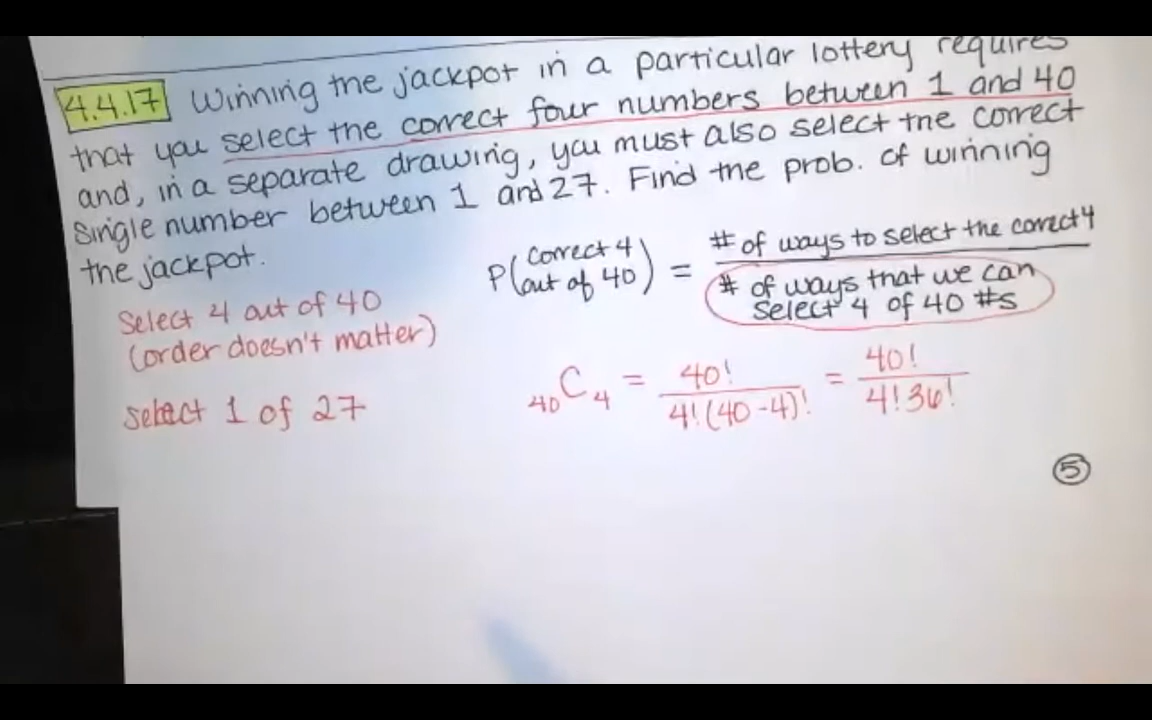 4.4.17 Winning the jackpot in a particular lottery requires
that you select the correct four numbers between 1 and 40
and, in a separate drawing, you must also select the correct
single number between 1 and 27. Find the prob. of winning
the jackpot.
P(correct 4 out of 40) = # of ways to select the correct 4 / # of ways that we can select 4 of 40 #s
Select 4 out of 40
(order doesn't matter)
40C4 = 40! / 4!(40-4)! = 40! / 4!36!
select 1 of 27
5